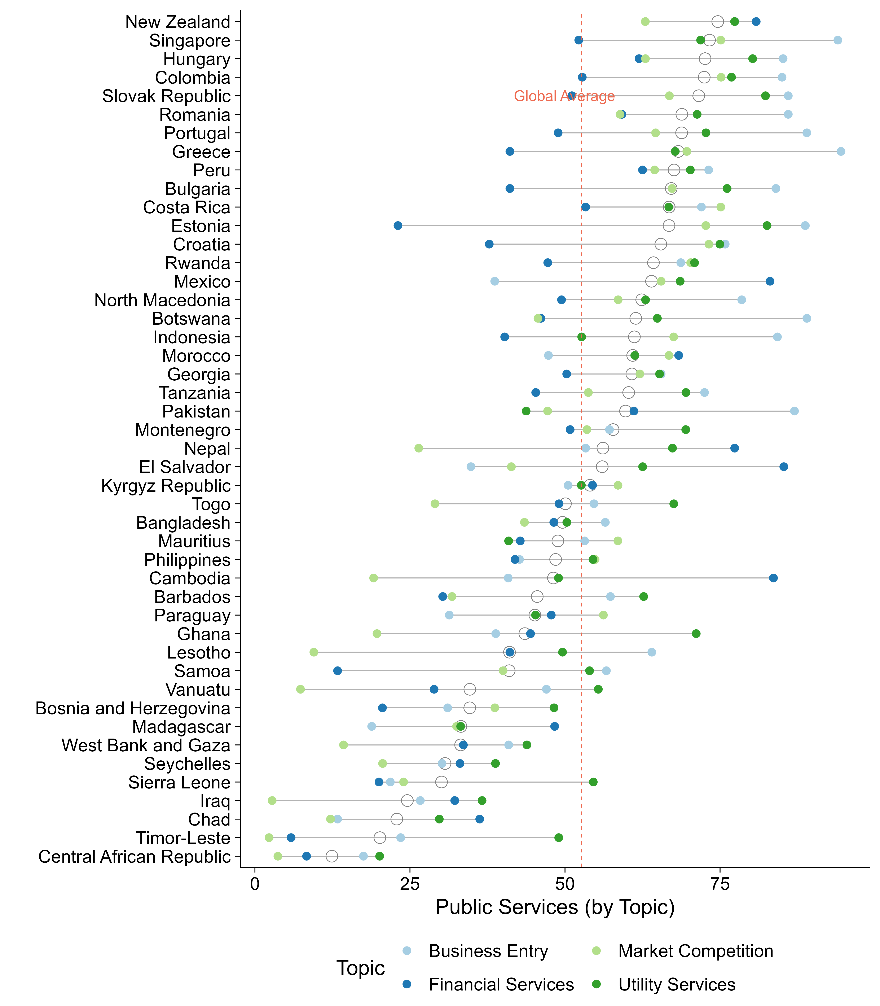 New Zealand
Singapore
Hungary
Colombia
Slovak Republic
Global Average
Romania
Portugal
Greece
Peru
Bulgaria
Costa Rica
Estonia
Croatia
Rwanda
Mexico
North Macedonia
Botswana
Indonesia
Morocco
Georgia
Tanzania
Pakistan
Montenegro
Nepal
El Salvador
Kyrgyz Republic
Togo
Bangladesh
Mauritius
Philippines
Cambodia
Barbados
Paraguay
Ghana
Lesotho
Samoa
Vanuatu
Bosnia and Herzegovina
Madagascar
West Bank and Gaza
Seychelles
Sierra Leone
Iraq
Chad
Timor-Leste
Central African Republic
0 25 50 75
Public Services (by Topic)
Topic
Business Entry Market Competition
Financial Services Utility Services